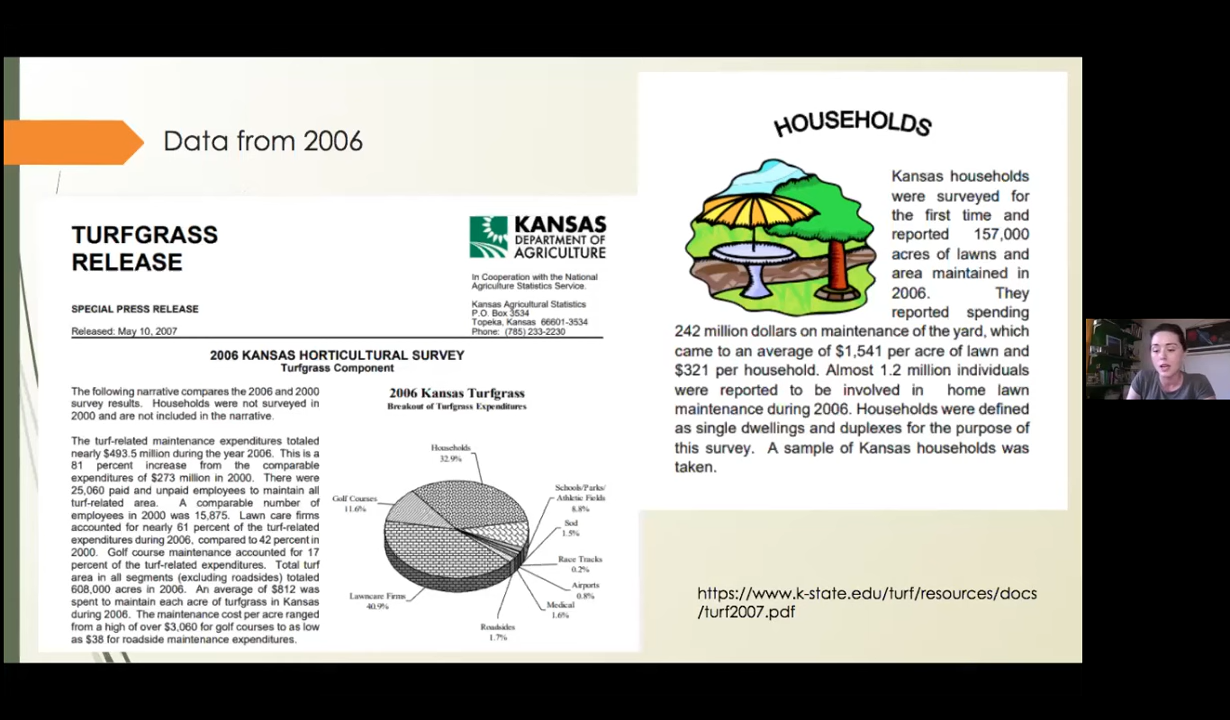 Data from 2006
TURFGRASS
RELEASE
KANSAS
DEPARTMENT OF
AGRICULTURE
In Cooperation with the National
Agriculture Statistics Service.
Kansas Agricultural Statistics
P.O. Box 3534
Topeka, Kansas 66601-3534
Phone: (785) 233-2230
SPECIAL PRESS RELEASE
Released: May 10, 2007
2006 KANSAS HORTICULTURAL SURVEY
Turfgrass Component
The following narrative compares the 2006 and 2000
survey results. Households were not surveyed in
2000 and are not included in the narrative.
The turf-related maintenance expenditures totaled
nearly $493.5 million during the year 2006. This is a
81 percent increase from the comparable
expenditures of $273 million in 2000. There were
25,060 paid and unpaid employees to maintain all
turf-related area. A comparable number of
employees in 2000 was 15,875. Lawn care firms
accounted for nearly 61 percent of the turf-related
expenditures during 2006, compared to 42 percent in
2000. Golf course maintenance accounted for 17
percent of the turf-related expenditures. Total turf
area in all segments (excluding roadsides) totaled
608,000 acres in 2006. An average of $812 was
spent to maintain each acre of turfgrass in Kansas
during 2006. The maintenance cost per acre ranged
from a high of over $3,060 for golf courses to as low
as $38 for roadside maintenance expenditures.
2006 Kansas Turfgrass
Breakout of Turfgrass Expenditures
Households
32.9%
Golf Courses
11.6%
Schools/Parks/
Athletic Fields
8.8%
Sod
1.5%
Race Tracks
0.2%
Airports
0.8%
Medical
1.6%
Lawncare Firms
40.9%
Roadsides
1.7%
HOUSEHOLDS
Kansas households
were surveyed for
the first time and
reported 157,000
acres of lawns and
area maintained in
2006. They
reported spending
242 million dollars on maintenance of the yard, which
came to an average of $1,541 per acre of lawn and
$321 per household. Almost 1.2 million individuals
were reported to be involved in home lawn
maintenance during 2006. Households were defined
as single dwellings and duplexes for the purpose of
this survey. A sample of Kansas households was
taken.
https://www.k-state.edu/turf/resources/docs
/turf2007.pdf